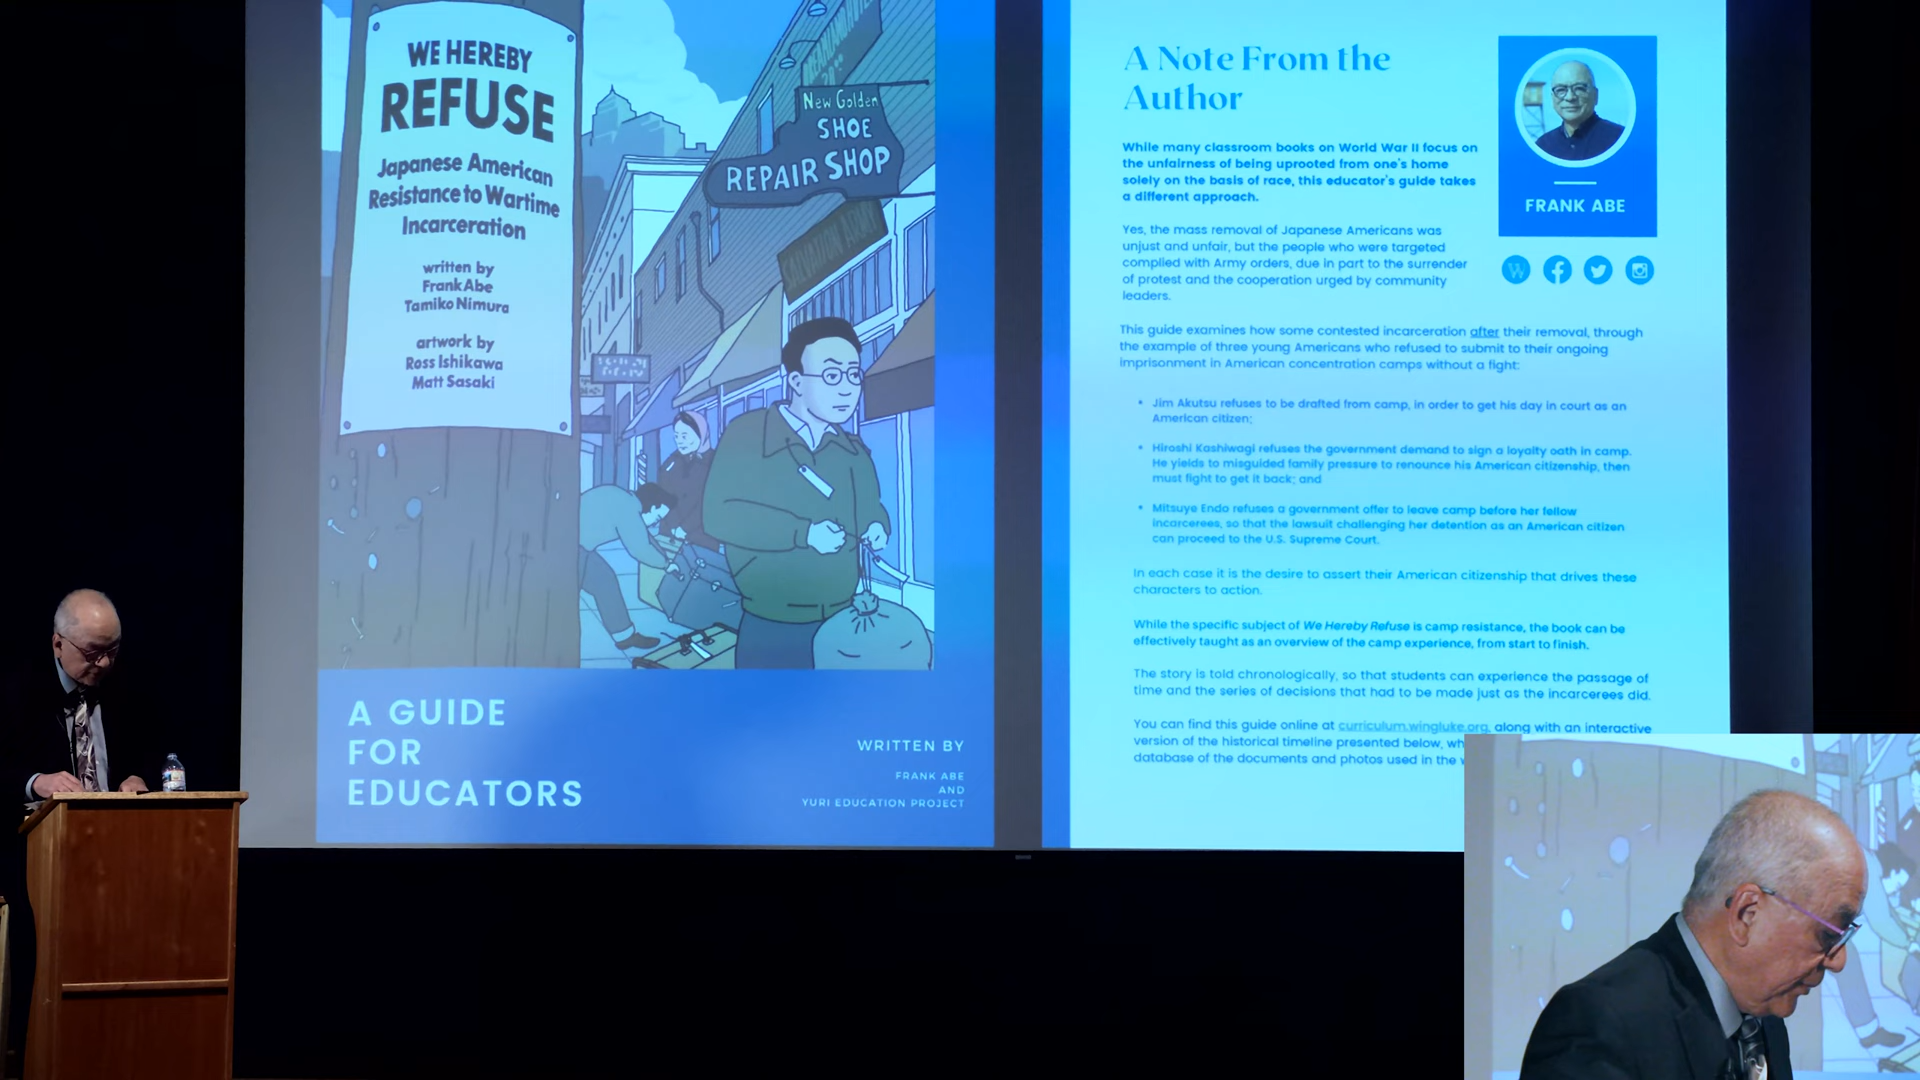 WE HEREBY
REFUSE
Japanese American
Resistance to Wartime
Incarceration
written by
Frank Abe
Tamiko Nimura
artwork by
Ross Ishikawa
Matt Sasaki
New Golden
SHOE
REPAIR SHOP
SALVATION ARMY
A GUIDE
FOR
EDUCATORS
WRITTEN BY
FRANK ABE
AND
YURI EDUCATION PROJECT
A Note From the
Author
FRANK ABE
While many classroom books on World War II focus on
the unfairness of being uprooted from one's home
solely on the basis of race, this educator's guide takes
a different approach.
Yes, the mass removal of Japanese Americans was
unjust and unfair, but the people who were targeted
complied with Army orders, due in part to the surrender
of protest and the cooperation urged by community
leaders.
This guide examines how some contested incarceration after their removal, through
the example of three young Americans who refused to submit to their ongoing
imprisonment in American concentration camps without a fight:
• Jim Akutsu refuses to be drafted from camp, in order to get his day in court as an
American citizen;
• Hiroshi Kashiwagi refuses the government demand to sign a loyalty oath in camp.
He yields to misguided family pressure to renounce his American citizenship, then
must fight to get it back; and
• Mitsuye Endo refuses a government offer to leave camp before her fellow
incarcerees, so that the lawsuit challenging her detention as an American citizen
can proceed to the U.S. Supreme Court.
In each case it is the desire to assert their American citizenship that drives these
characters to action.
While the specific subject of We Hereby Refuse is camp resistance, the book can be
effectively taught as an overview of the camp experience, from start to finish.
The story is told chronologically, so that students can experience the passage of
time and the series of decisions that had to be made just as the incarcerees did.
You can find this guide online at curriculum.wingluke.org, along with an interactive
version of the historical timeline presented below, wh
database of the documents and photos used in the